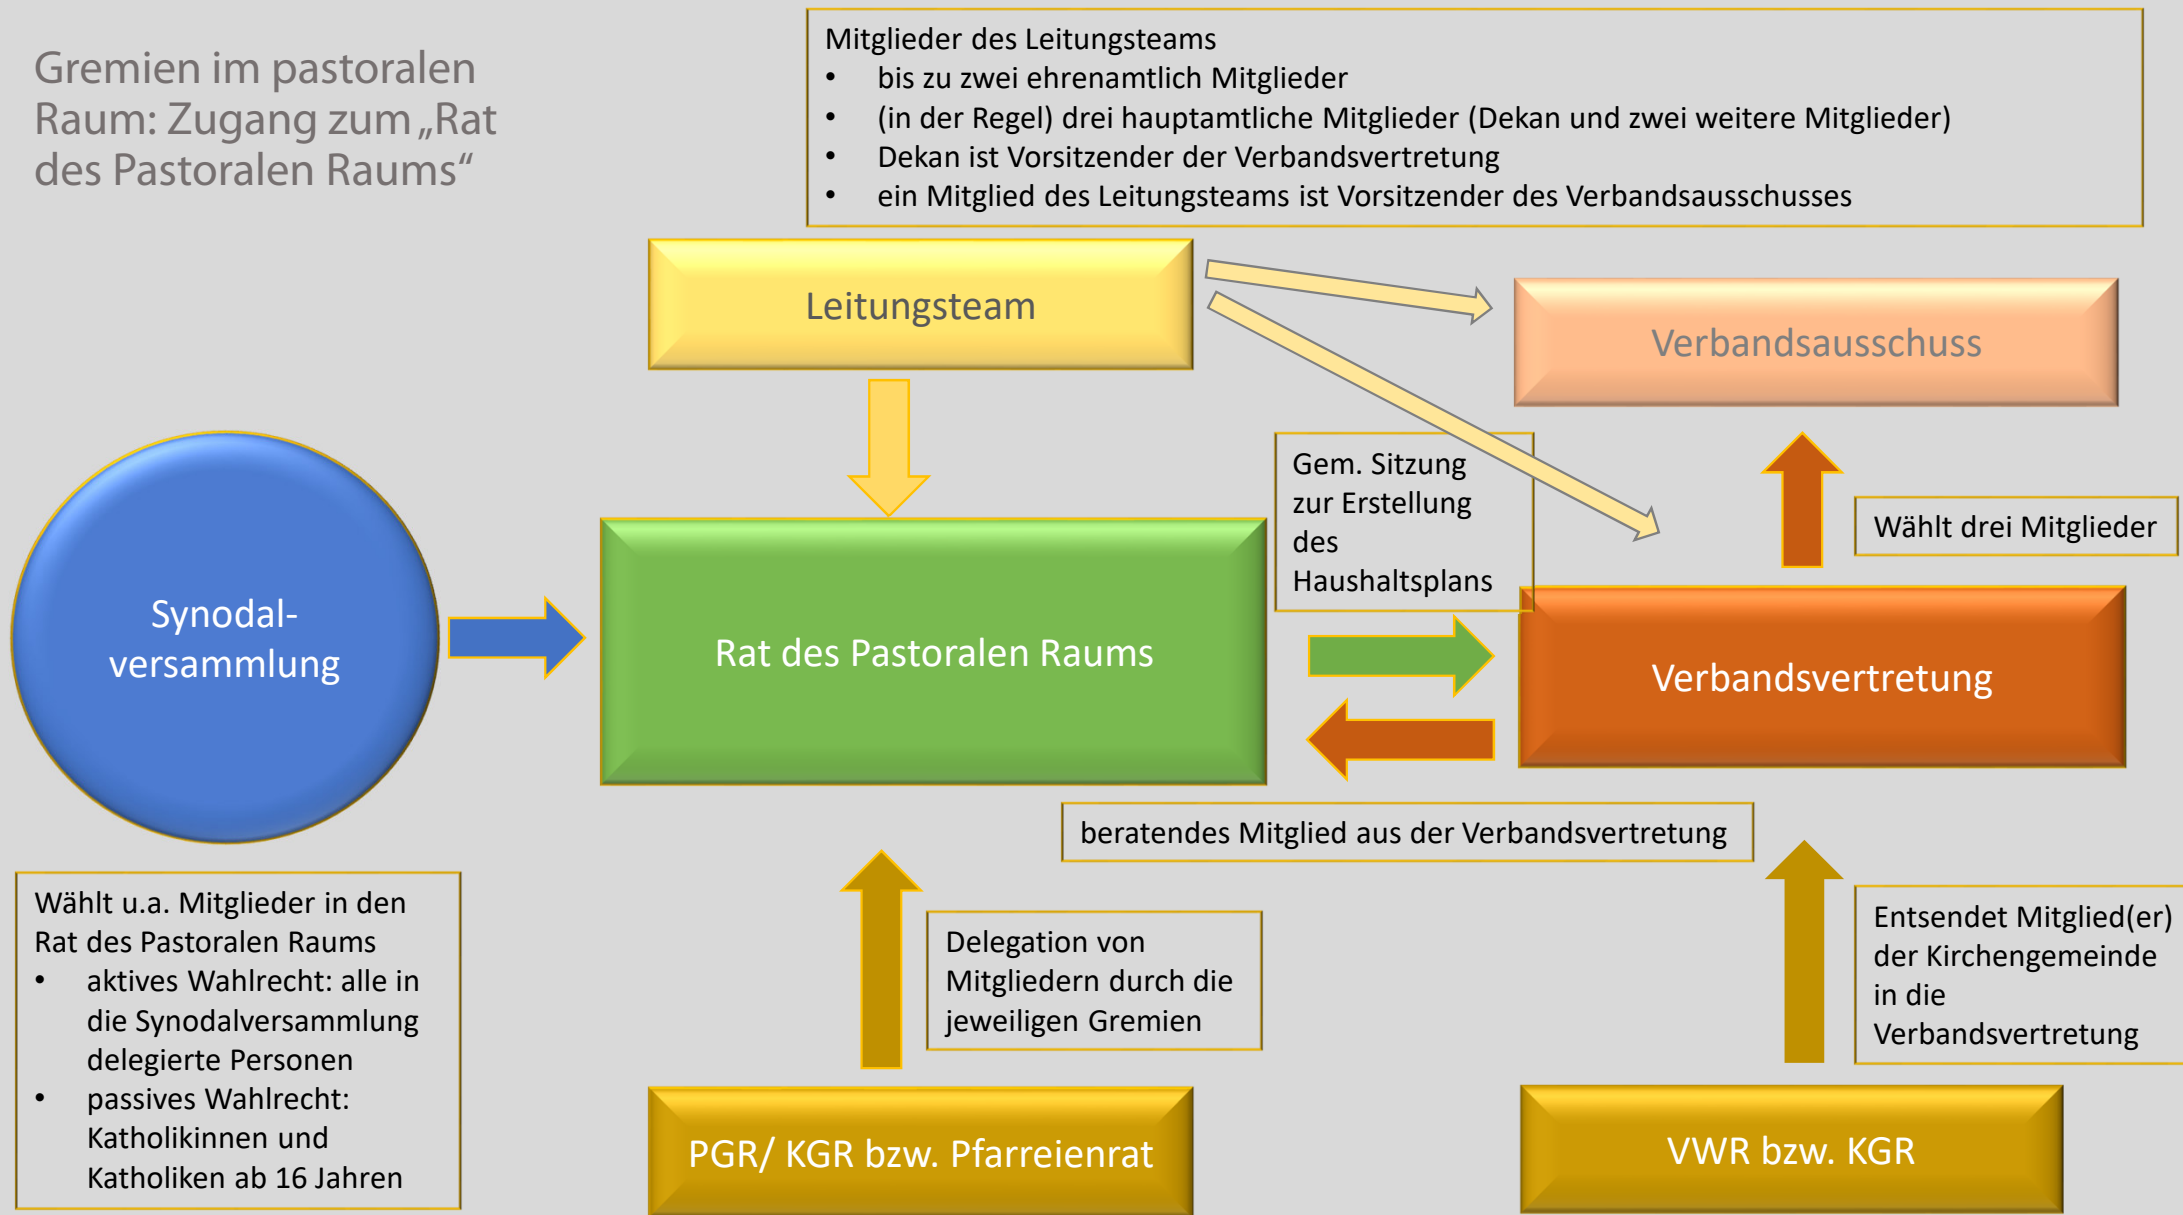 Gremien im pastoralen
Raum: Zugang zum „Rat
des Pastoralen Raums“
Mitglieder des Leitungsteams
• bis zu zwei ehrenamtlich Mitglieder
• (in der Regel) drei hauptamtliche Mitglieder (Dekan und zwei weitere Mitglieder)
• Dekan ist Vorsitzender der Verbandsvertretung
• ein Mitglied des Leitungsteams ist Vorsitzender des Verbandsausschusses
Leitungsteam
Verbandsausschuss
Gem. Sitzung
zur Erstellung
des
Haushaltsplans
Wählt drei Mitglieder
Synodal-
versammlung
Rat des Pastoralen Raums
Verbandsvertretung
beratendes Mitglied aus der Verbandsvertretung
Wählt u.a. Mitglieder in den
Rat des Pastoralen Raums
• aktives Wahlrecht: alle in
die Synodalversammlung
delegierte Personen
• passives Wahlrecht:
Katholikinnen und
Katholiken ab 16 Jahren
Delegation von
Mitgliedern durch die
jeweiligen Gremien
Entsendet Mitglied(er)
der Kirchengemeinde
in die
Verbandsvertretung
PGR/ KGR bzw. Pfarreienrat
VWR bzw. KGR